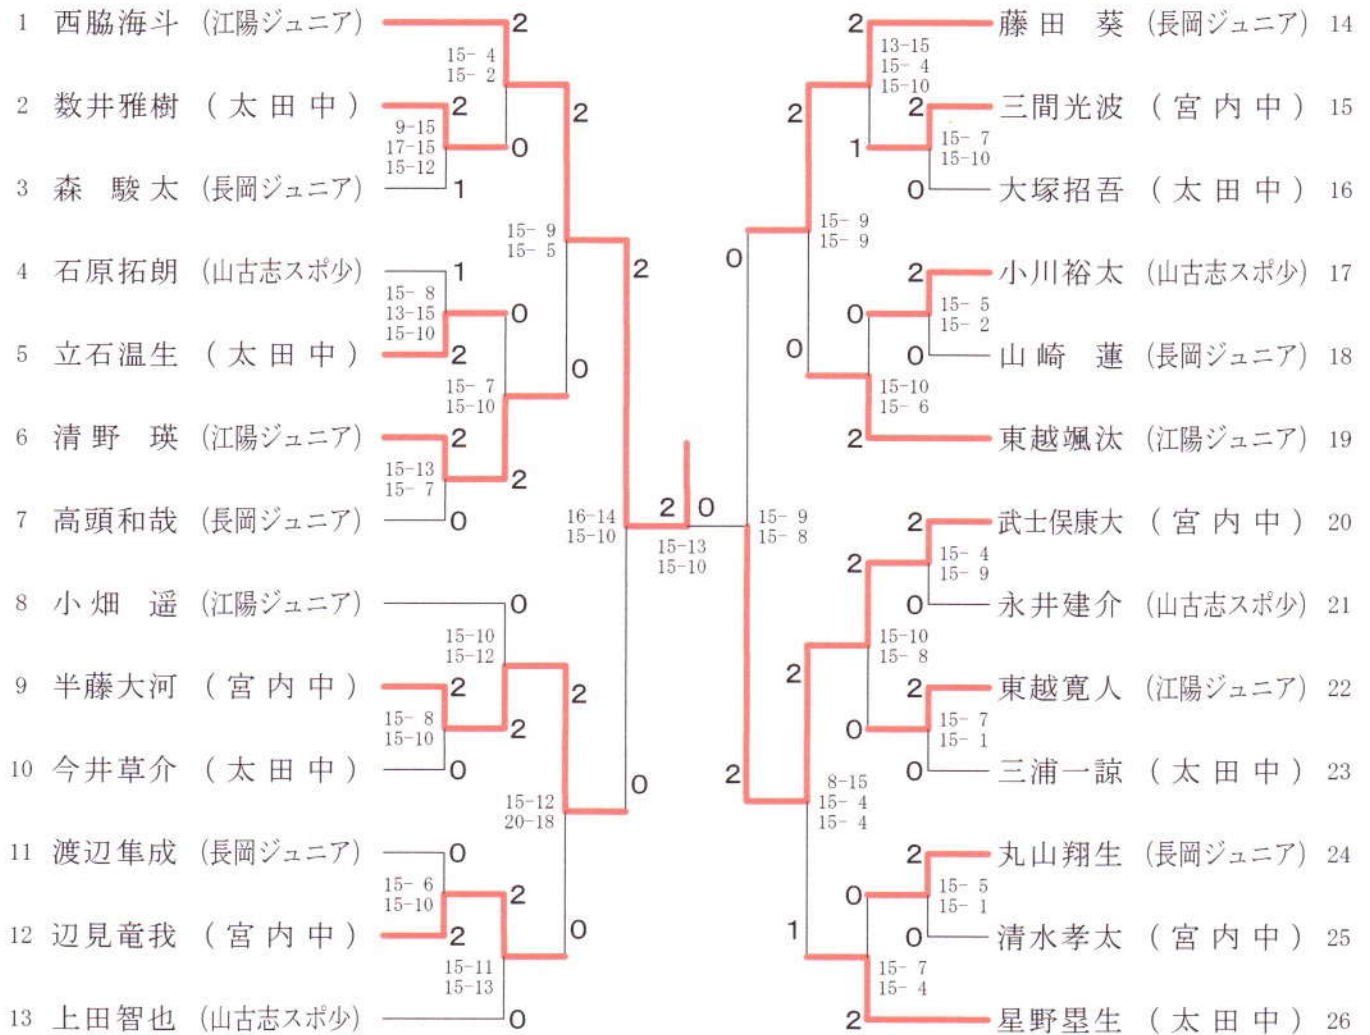 1 西脇海斗 (江陽ジュニア) 2
15- 4
15- 2
2 数井雅樹 (太田中) 2
9-15
17-15
15-12
0
3 森 駿太 (長岡ジュニア) 1
2
15- 9
15- 5
4 石原拓朗 (山古志スポ少) 1
15- 8
13-15
15-10
0
5 立石温生 (太田中) 2
15- 7
15-10
0
6 清野 瑛 (江陽ジュニア) 2
15-13
15- 7
2
7 高頭和哉 (長岡ジュニア) 0
2
16-14
15-10
8 小畑 遥 (江陽ジュニア) 0
15-10
15-12
9 半藤大河 (宮内中) 2
15- 8
15-10
2
10 今井草介 (太田中) 0
2
15-12
20-18
0
11 渡辺隼成 (長岡ジュニア) 0
15- 6
15-10
2
12 辺見竜我 (宮内中) 2
15-11
15-13
0
13 上田智也 (山古志スポ少) 0
2 0
15-13
15-10
2 藤田 葵 (長岡ジュニア) 14
13-15
15- 4
15-10
2 三間光波 (宮内中) 15
15- 7
15-10
1
0 大塚招吾 (太田中) 16
2
15- 9
15- 9
0
2 小川裕太 (山古志スポ少) 17
15- 5
15- 2
0
0 山崎 蓮 (長岡ジュニア) 18
0
15-10
15- 6
2 東越颯汰 (江陽ジュニア) 19
15- 9
15- 8
2 武士俣康大 (宮内中) 20
15- 4
15- 9
2
0 永井建介 (山古志スポ少) 21
15-10
15- 8
2 東越寛人 (江陽ジュニア) 22
15- 7
15- 1
0
0 三浦一諒 (太田中) 23
2
2
8-15
15- 4
15- 4
2 丸山翔生 (長岡ジュニア) 24
15- 5
15- 1
0
0 清水孝太 (宮内中) 25
1
15- 7
15- 4
2 星野塁生 (太田中) 26